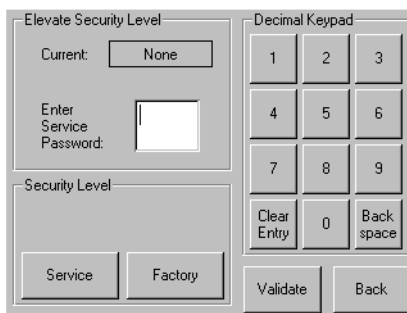 Elevate Security Level
Current: None
Enter
Service
Password:
Security Level
Service Factory
Decimal Keypad
1 2 3
4 5 6
7 8 9
Clear
Entry
0
Back
space
Validate Back